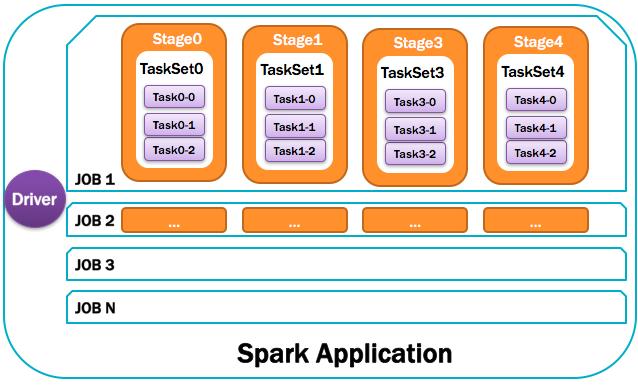 Stage0
Stage1
Stage3
Stage4
TaskSet0
TaskSet1
TaskSet3
TaskSet4
Task0-0
Task1-0
Task3-0
Task4-0
Task0-1
Task1-1
Task3-1
Task4-1
Task0-2
Task1-2
Task3-2
Task4-2
JOB 1
Driver
JOB 2
...
...
...
...
JOB 3
JOB N
Spark Application